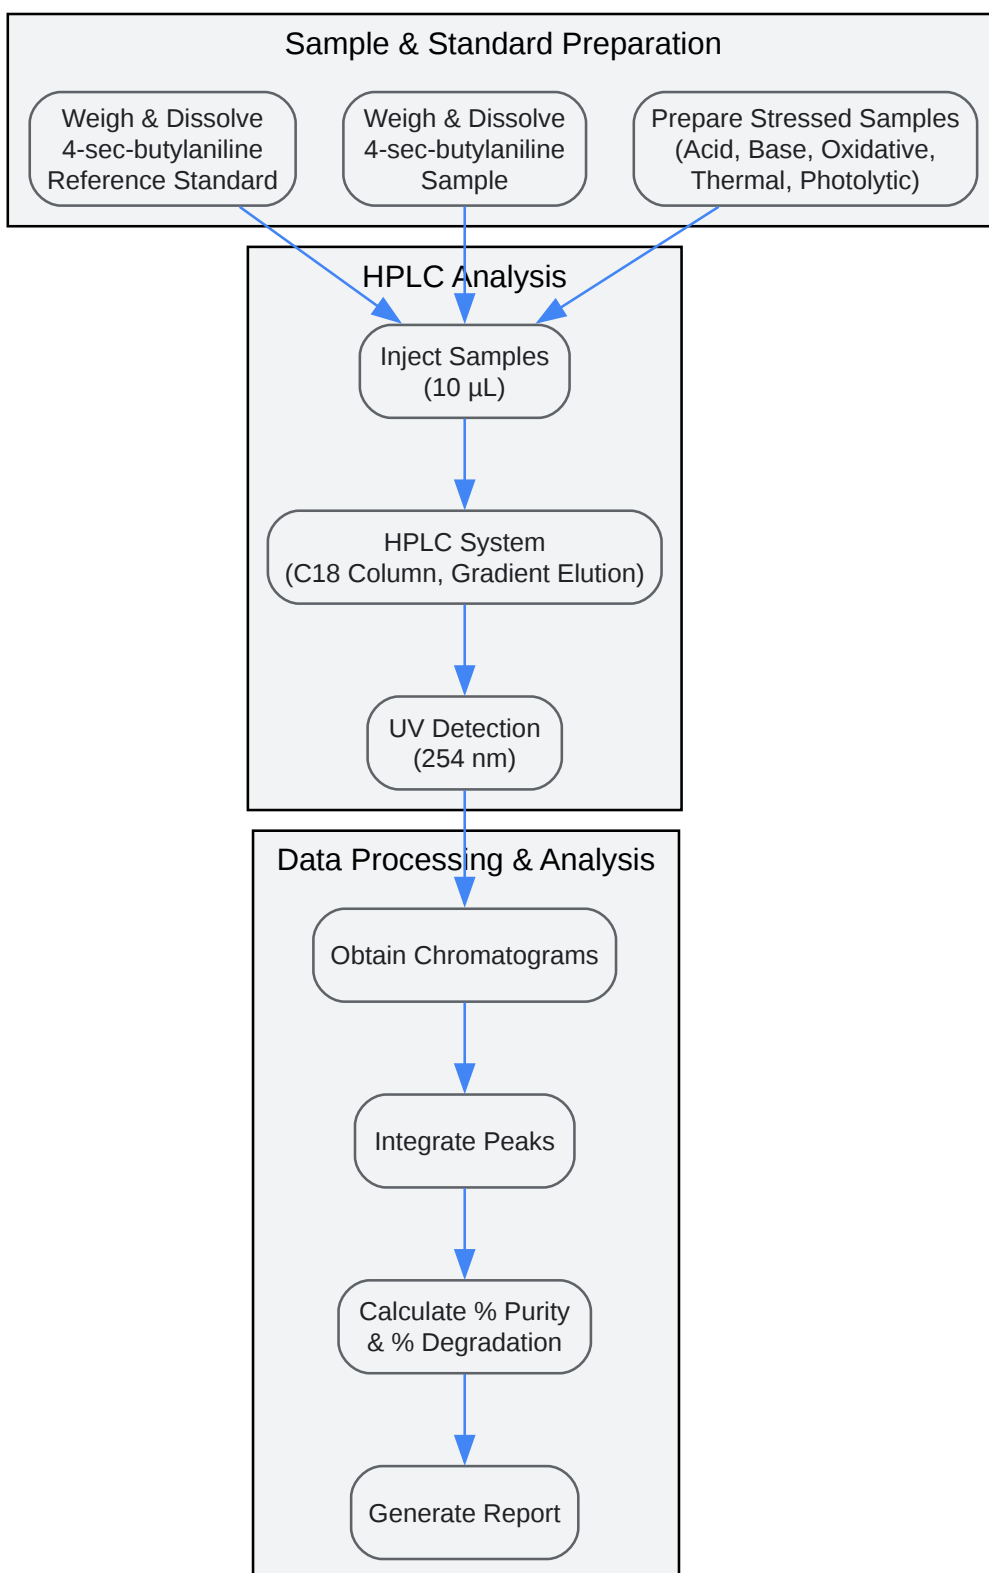 Sample & Standard Preparation
Weigh & Dissolve
4-sec-butylaniline
Reference Standard
Weigh & Dissolve
4-sec-butylaniline
Sample
Prepare Stressed Samples
(Acid, Base, Oxidative,
Thermal, Photolytic)
HPLC Analysis
Inject Samples
(10 µL)
HPLC System
(C18 Column, Gradient Elution)
UV Detection
(254 nm)
Data Processing & Analysis
Obtain Chromatograms
Integrate Peaks
Calculate % Purity
& % Degradation
Generate Report